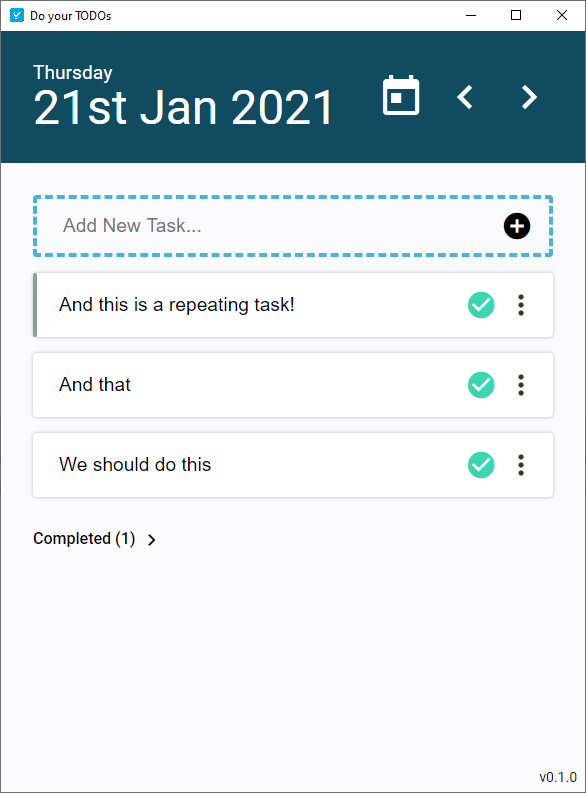 Do your TODOs
Thursday
21st Jan 2021
Add New Task...
And this is a repeating task!
And that
We should do this
Completed (1)
v0.1.0